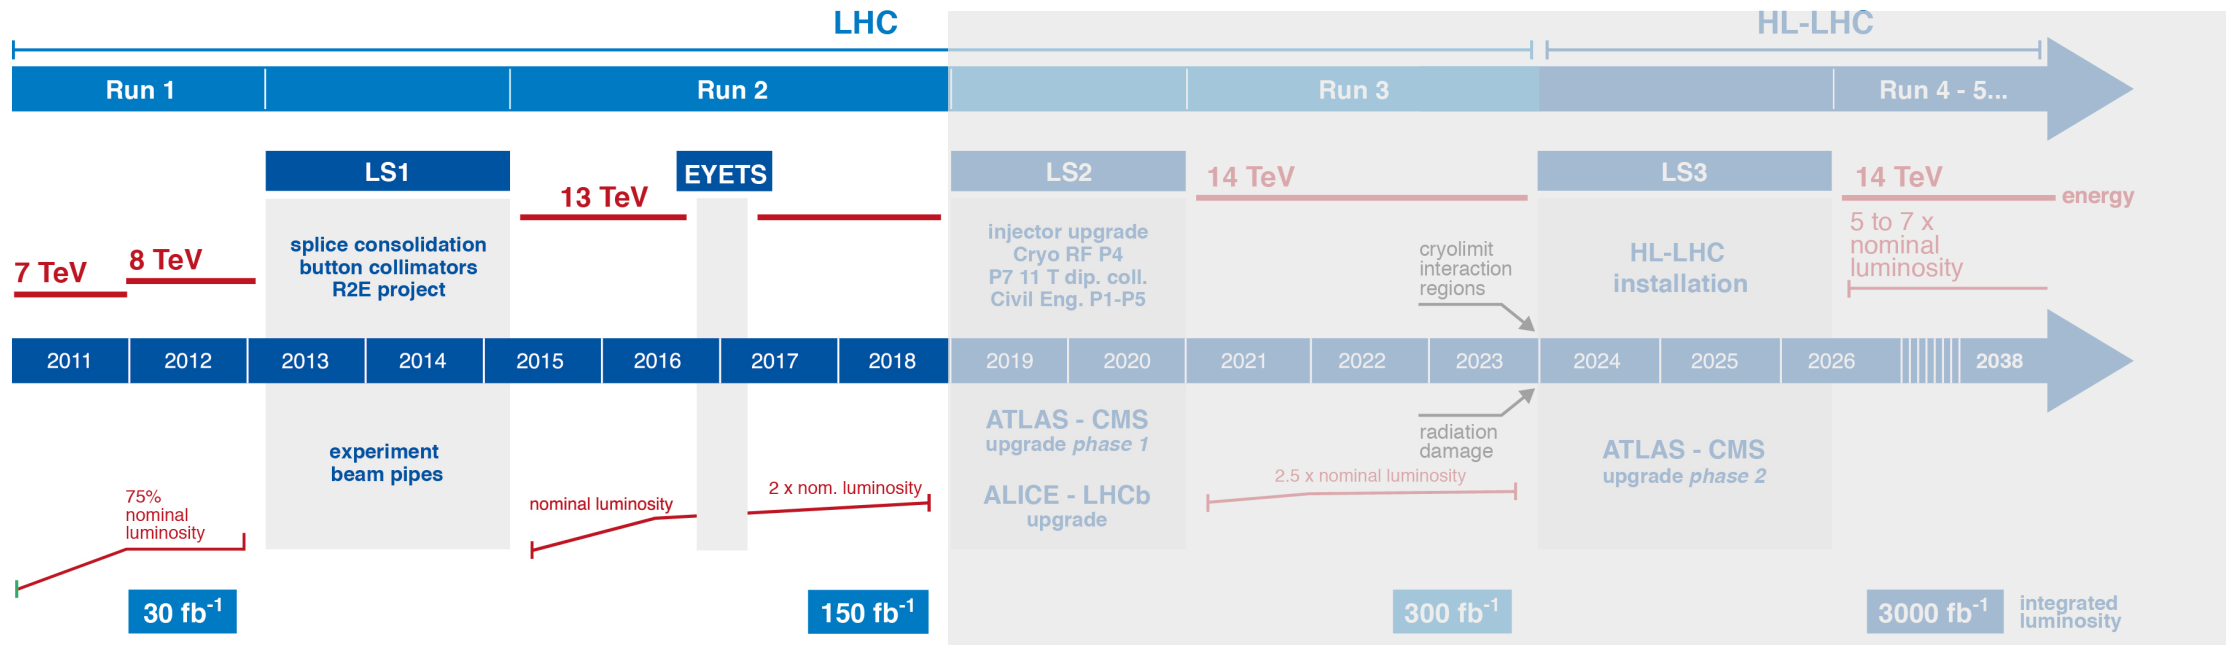 LHC
HL-LHC
Run 1
Run 2
Run 3
Run 4 - 5...
LS1
EYETS
LS2
LS3
13 TeV
14 TeV
14 TeV
energy
7 TeV
8 TeV
splice consolidation
button collimators
R2E project
injector upgrade
Cryo RF P4
P7 11 T dip. coll.
Civil Eng. P1-P5
cryolimit
interaction
regions
HL-LHC
installation
5 to 7 x
nominal
luminosity
2011
2012
2013
2014
2015
2016
2017
2018
2019
2020
2021
2022
2023
2024
2025
2026
2038
experiment
beam pipes
ATLAS - CMS
upgrade phase 1
ALICE - LHCb
upgrade
radiation
damage
ATLAS - CMS
upgrade phase 2
75%
nominal
luminosity
nominal luminosity
2 x nom. luminosity
2.5 x nominal luminosity
30 fb⁻¹
150 fb⁻¹
300 fb⁻¹
3000 fb⁻¹
integrated
luminosity